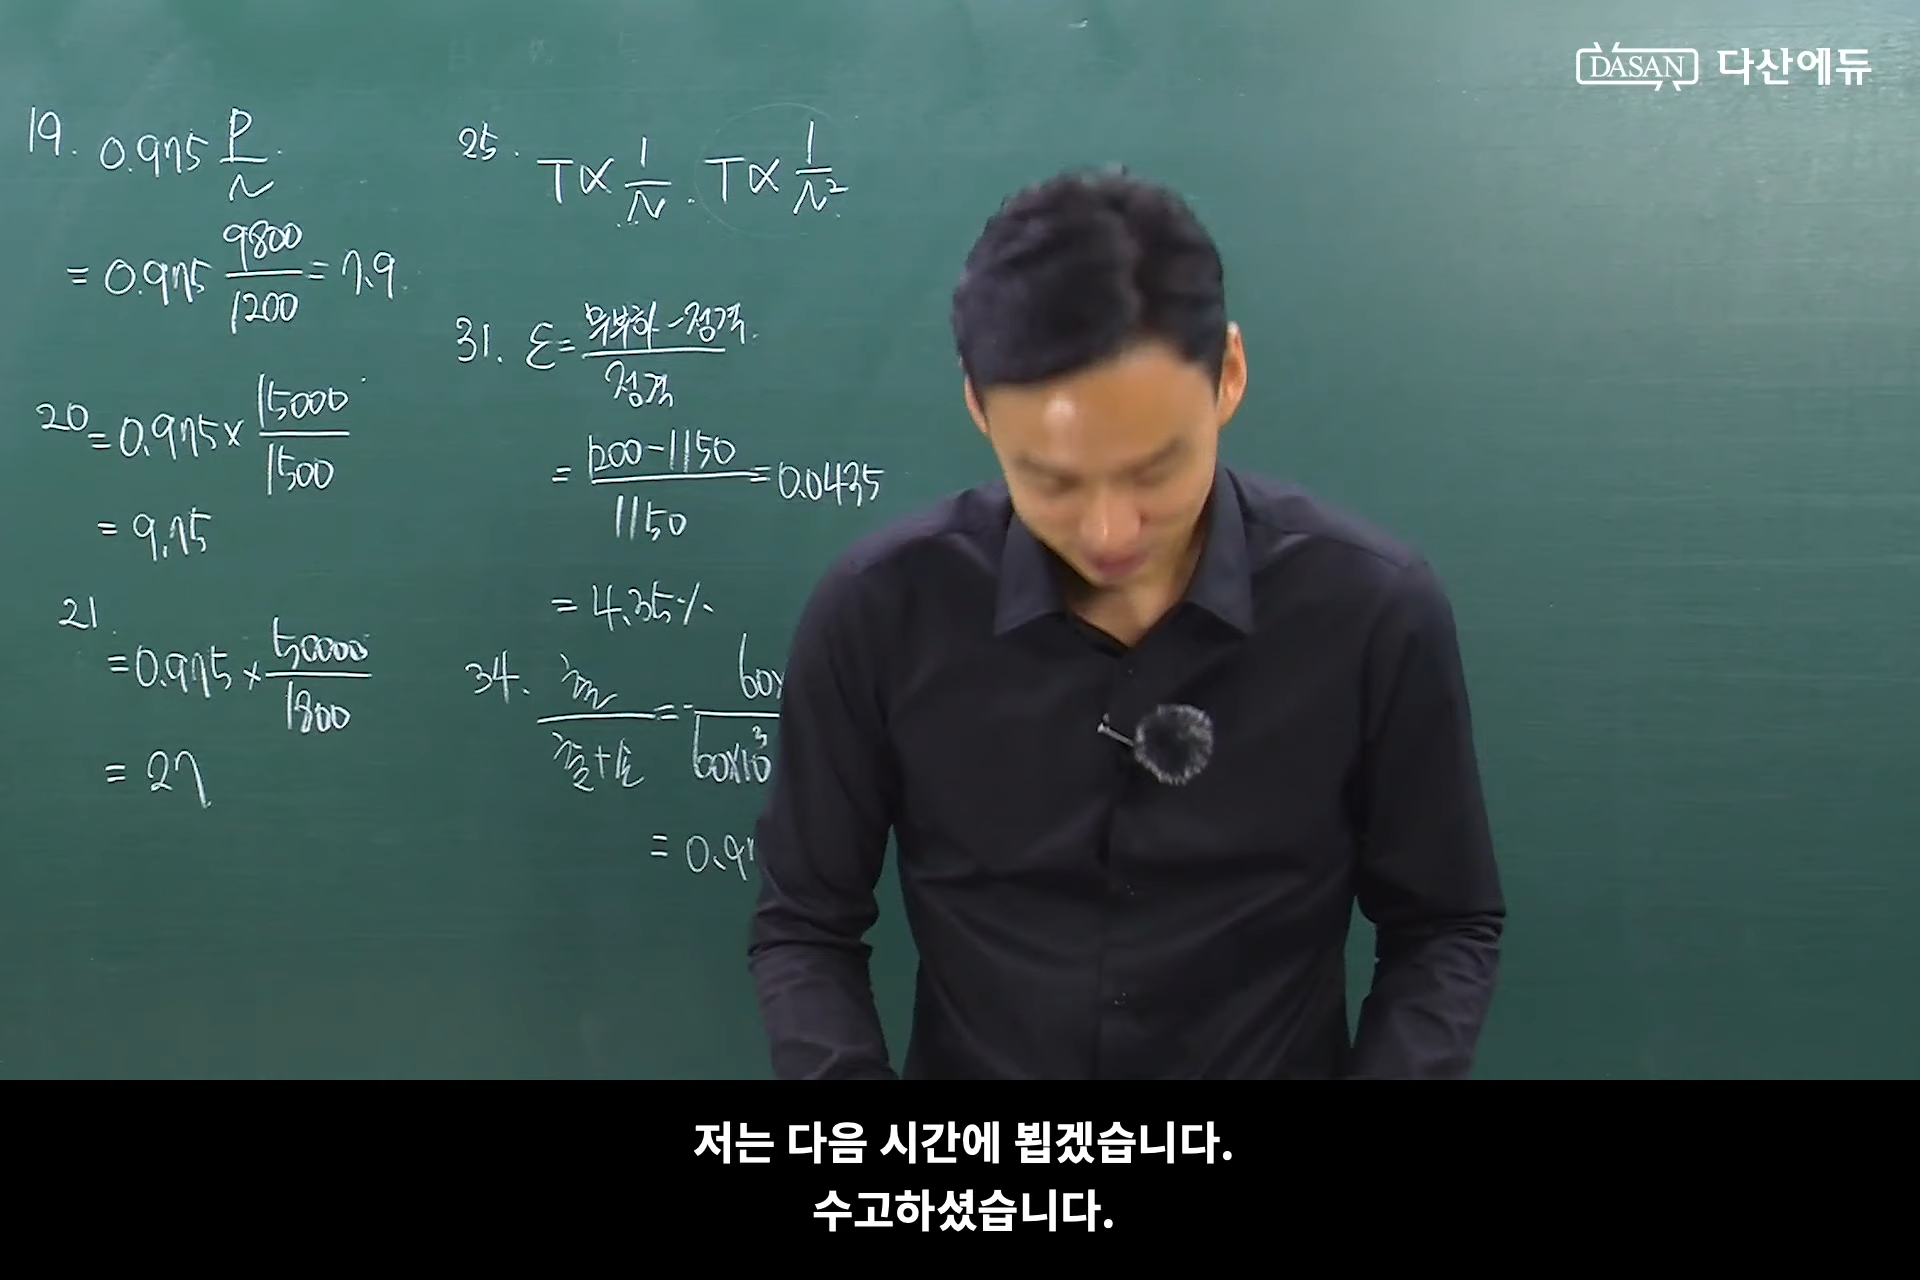 DASAN 다산에듀
19. 0.975 P/N
= 0.975 9800/1200 = 7.9
20 = 0.975 × 15000/1500
= 9.75
21. = 0.975 × 50000/1800
= 27
25. T∝ 1/N. T∝ 1/N²
31. ε = 무부하-정격/정격
= 1200-1150/1150 = 0.0435
= 4.35%
34. 출/출+손 = 60×/60×10³
= 0.9
저는 다음 시간에 뵙겠습니다.
수고하셨습니다.